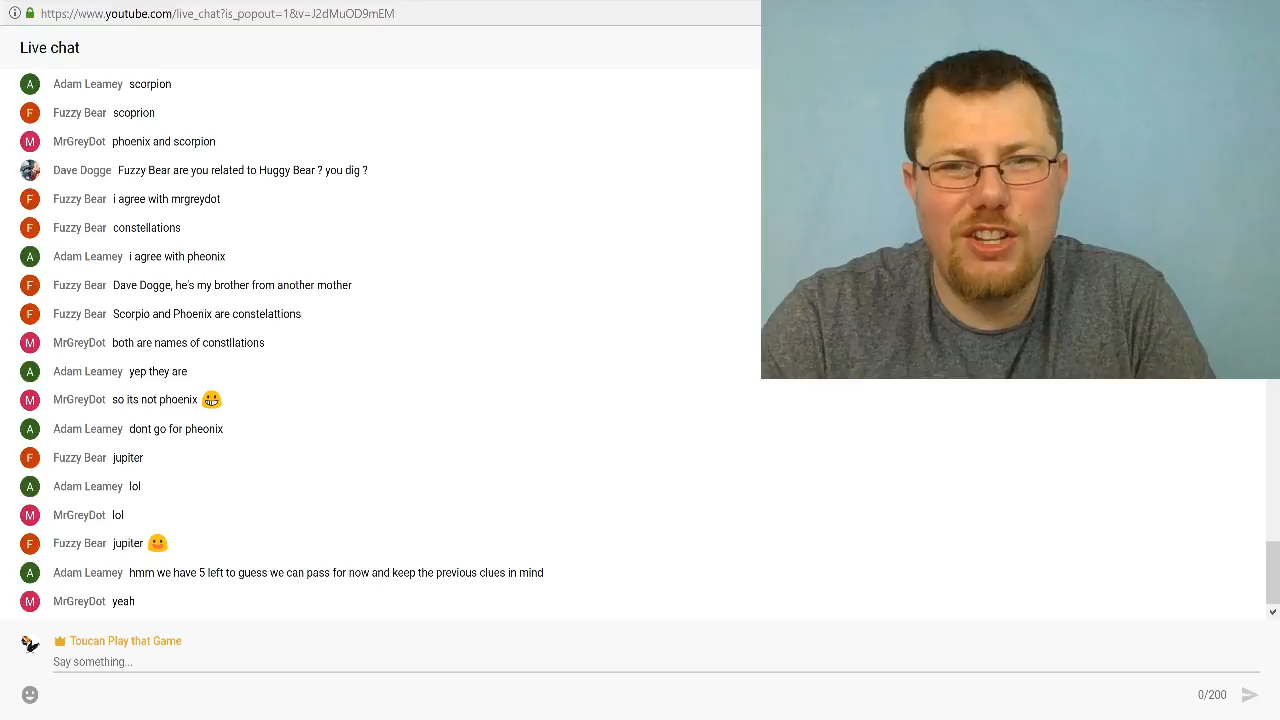 https://www.youtube.com/live_chat?is_popout=1&v=J2dMuOD9mEM
Live chat
A Adam Leamey scorpion
F Fuzzy Bear scoprion
M MrGreyDot phoenix and scorpion
Dave Dogge Fuzzy Bear are you related to Huggy Bear ? you dig ?
F Fuzzy Bear i agree with mrgreydot
F Fuzzy Bear constellations
A Adam Leamey i agree with pheonix
F Fuzzy Bear Dave Dogge, he's my brother from another mother
F Fuzzy Bear Scorpio and Phoenix are constelattions
M MrGreyDot both are names of constllations
A Adam Leamey yep they are
M MrGreyDot so its not phoenix
A Adam Leamey dont go for pheonix
F Fuzzy Bear jupiter
A Adam Leamey lol
M MrGreyDot lol
F Fuzzy Bear jupiter
A Adam Leamey hmm we have 5 left to guess we can pass for now and keep the previous clues in mind
M MrGreyDot yeah
Toucan Play that Game
Say something...
0/200